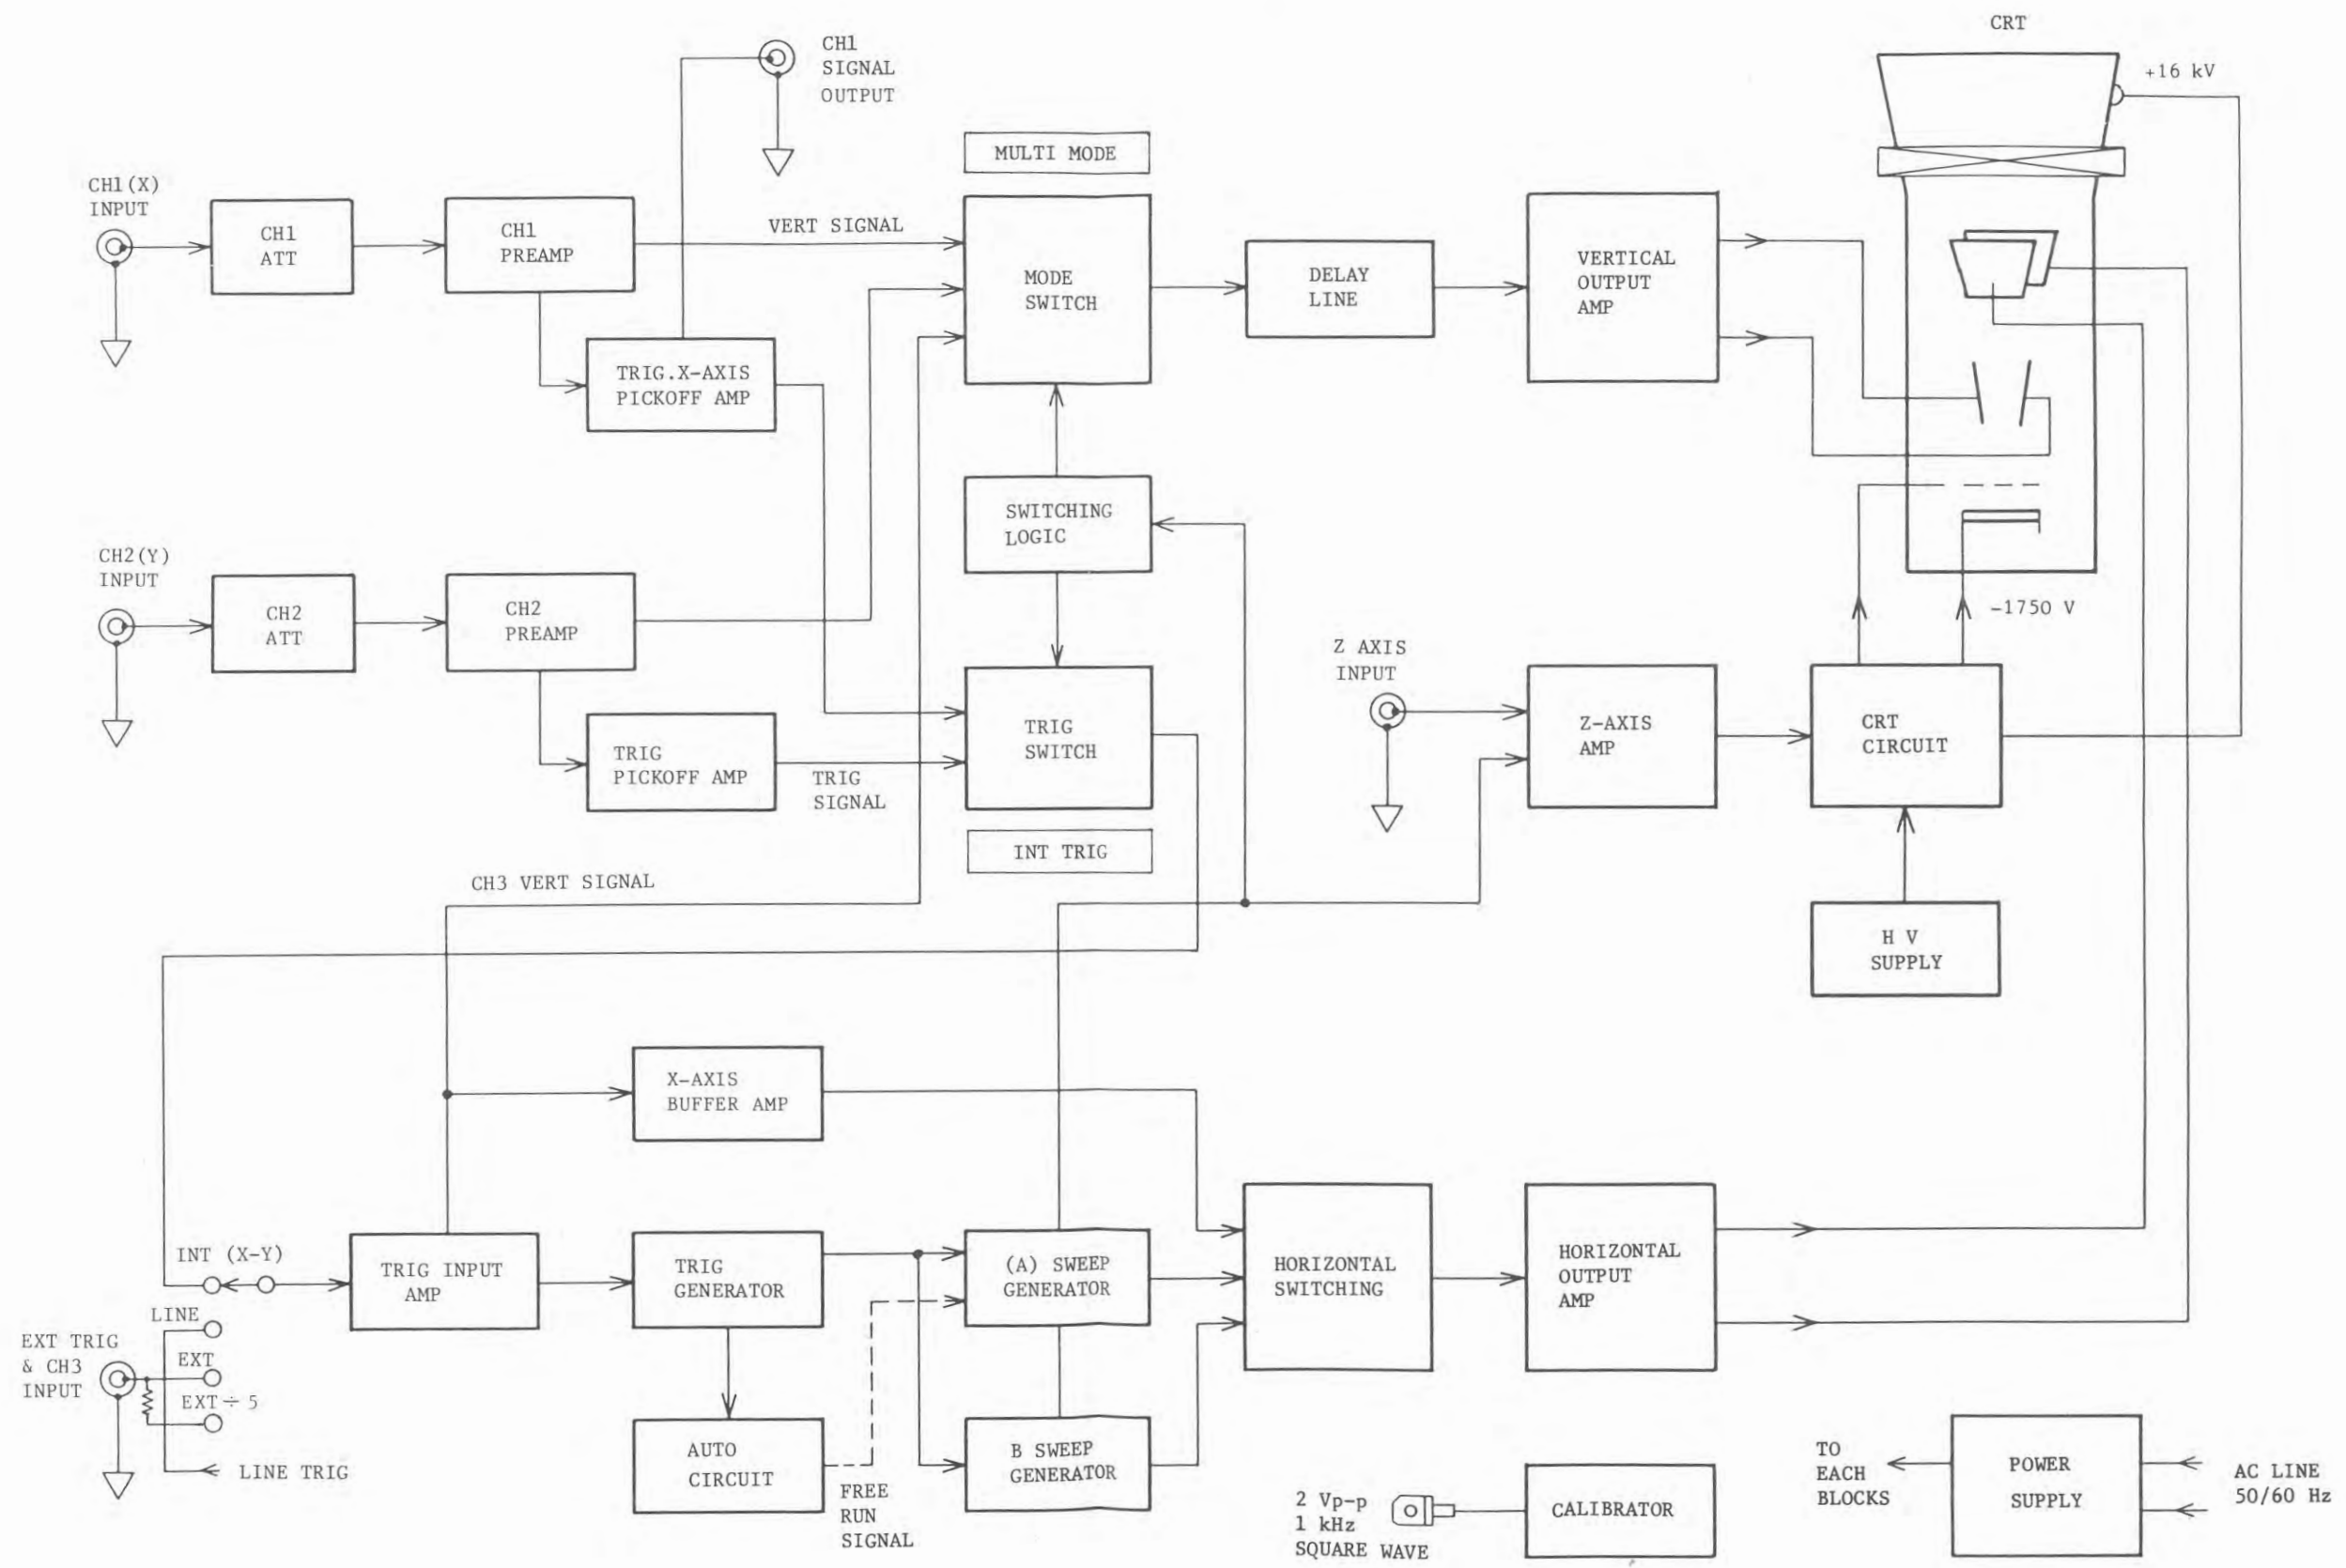 CRT
+16 kV
CH1
SIGNAL
OUTPUT
MULTI MODE
CH1(X)
INPUT
CH1
ATT
CH1
PREAMP
VERT SIGNAL
MODE
SWITCH
DELAY
LINE
VERTICAL
OUTPUT
AMP
TRIG.X-AXIS
PICKOFF AMP
SWITCHING
LOGIC
CH2(Y)
INPUT
CH2
ATT
CH2
PREAMP
-1750 V
Z AXIS
INPUT
TRIG
PICKOFF AMP
TRIG
SIGNAL
TRIG
SWITCH
Z-AXIS
AMP
CRT
CIRCUIT
INT TRIG
CH3 VERT SIGNAL
H V
SUPPLY
X-AXIS
BUFFER AMP
INT (X-Y)
TRIG INPUT
AMP
TRIG
GENERATOR
(A) SWEEP
GENERATOR
HORIZONTAL
SWITCHING
HORIZONTAL
OUTPUT
AMP
LINE
EXT TRIG
& CH3
INPUT
EXT
EXT÷5
LINE TRIG
AUTO
CIRCUIT
FREE
RUN
SIGNAL
B SWEEP
GENERATOR
2 Vp-p
1 kHz
SQUARE WAVE
CALIBRATOR
TO
EACH
BLOCKS
POWER
SUPPLY
AC LINE
50/60 Hz